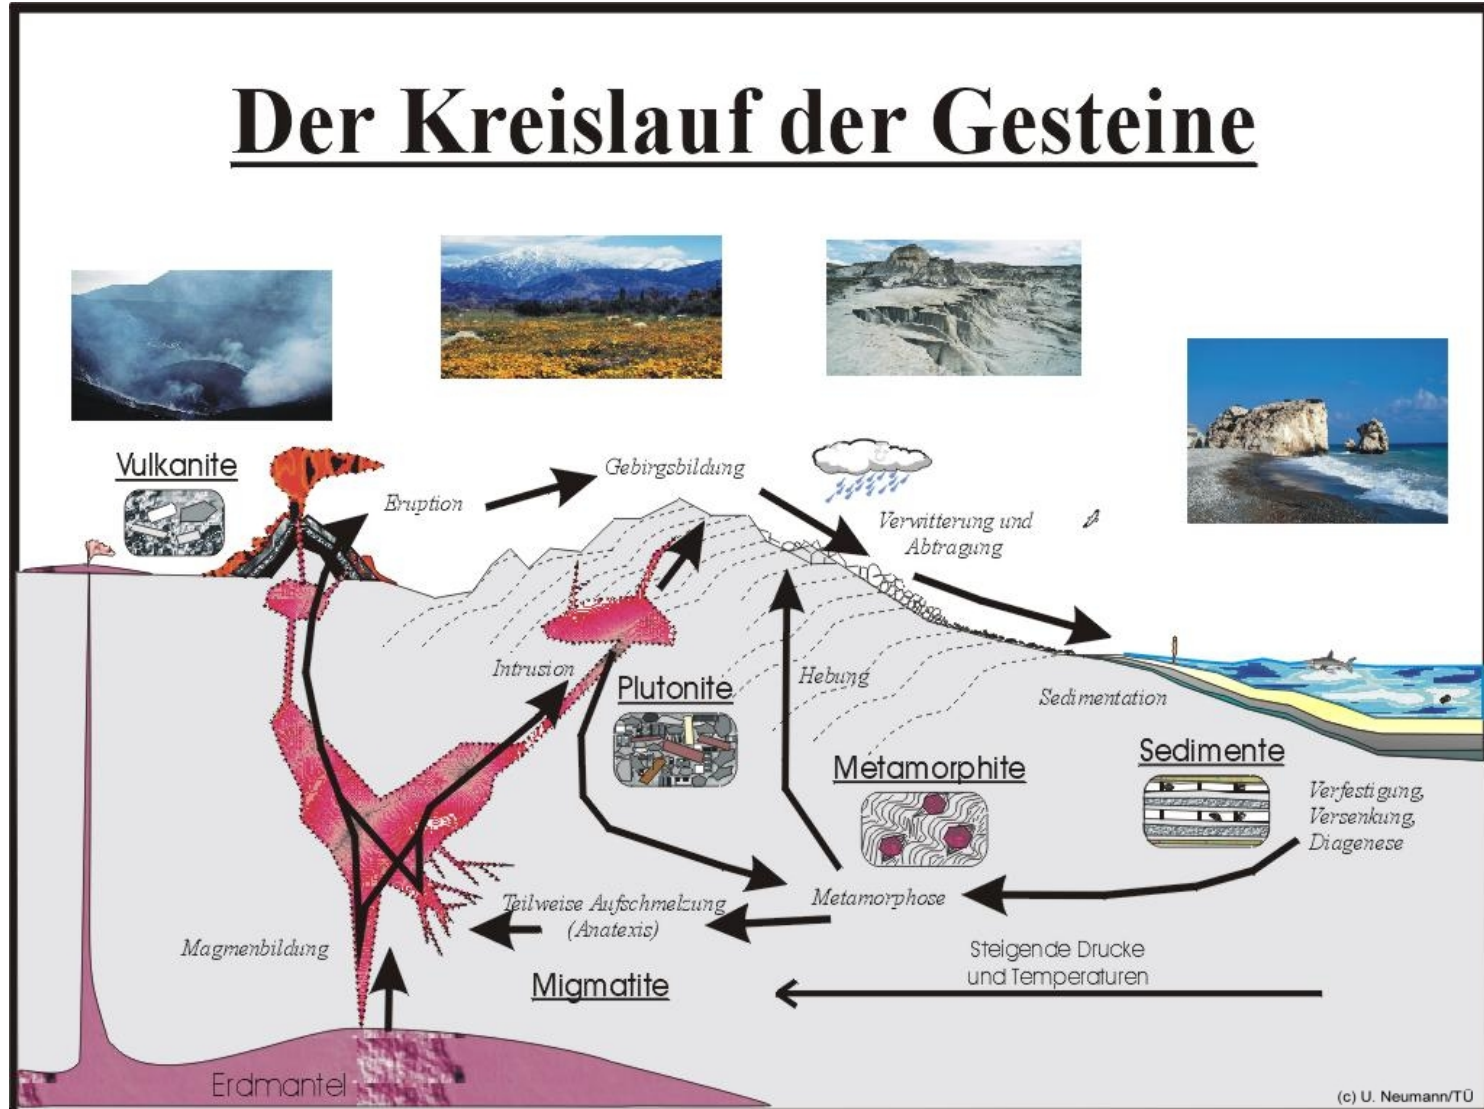 Der Kreislauf der Gesteine
Vulkanite
Eruption
Gebirgsbildung
Verwitterung und
Abtragung
Intrusion
Plutonite
Hebung
Sedimentation
Metamorphite
Sedimente
Verfestigung,
Versenkung,
Diagenese
Teilweise Aufschmelzung
(Anatexis)
Metamorphose
Magmenbildung
Migmatite
Steigende Drucke
und Temperaturen
Erdmantel
(c) U. Neumann/TÜ